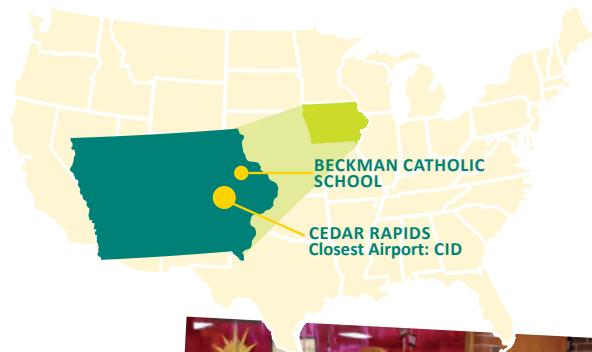 BECKMAN CATHOLIC
SCHOOL
CEDAR RAPIDS
Closest Airport: CID